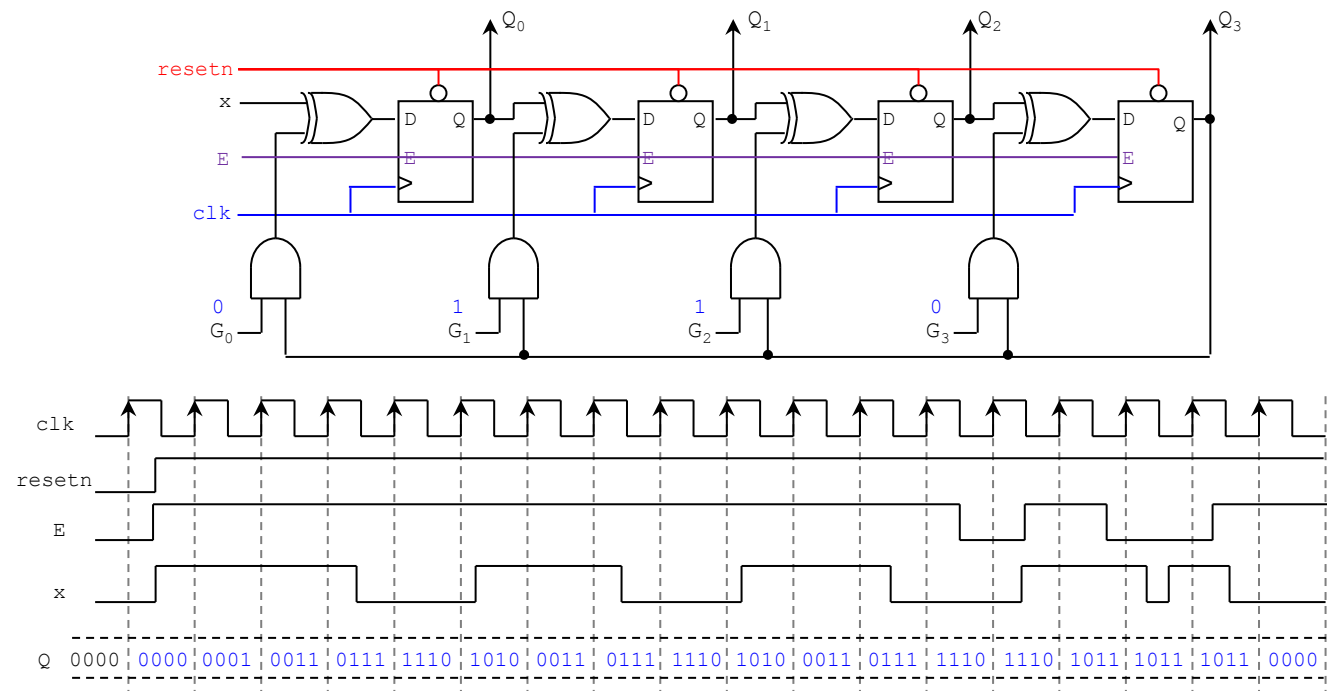 Q0 Q1 Q2 Q3
resetn
x
D Q D Q D Q D Q
E E E E E
clk
0 1 1 0
G0 G1 G2 G3
clk
resetn
E
x
Q 0000 0000 0001 0011 0111 1110 1010 0011 0111 1110 1010 0011 0111 1110 1110 1011 1011 1011 0000